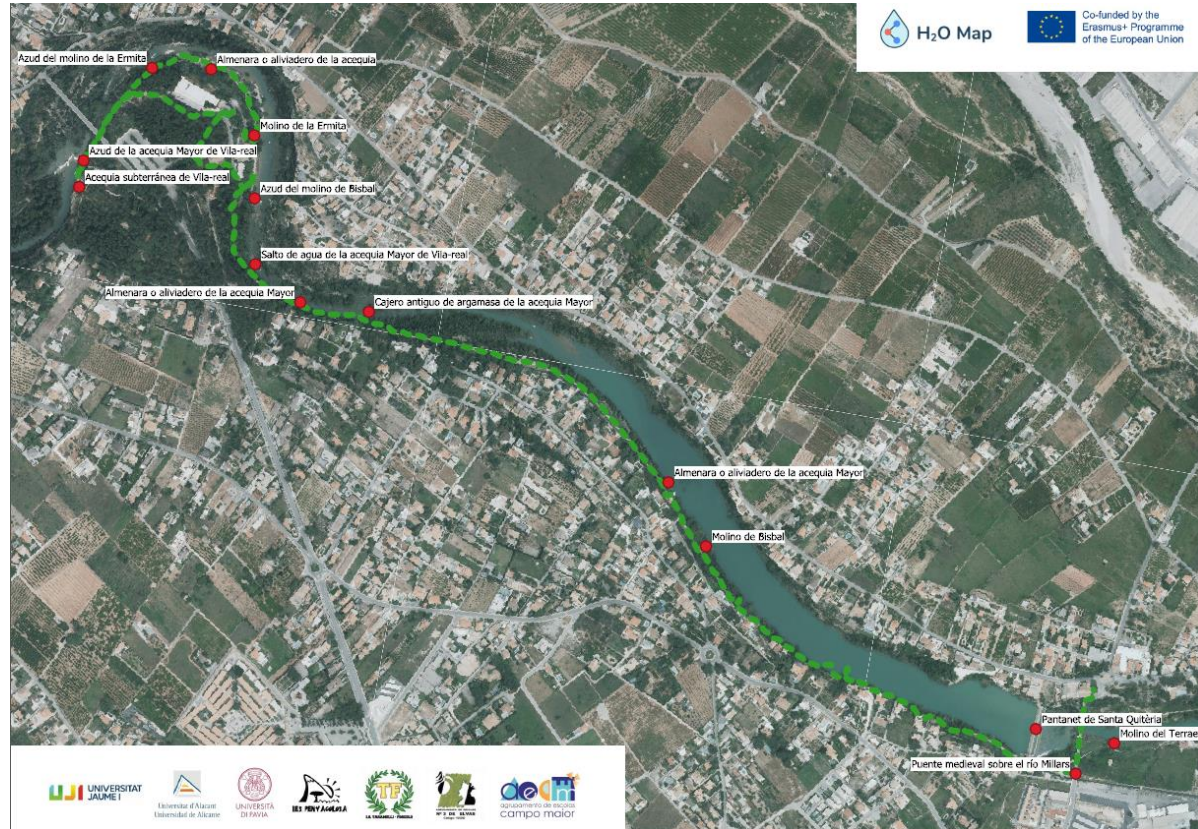 H₂O Map
Co-funded by the
Erasmus+ Programme
of the European Union
Azud del molino de la Ermita
Almenara o aliviadero de la acequia
Molino de la Ermita
Azud de la acequia Mayor de Vila-real
Acequia subterránea de Vila-real
Azud del molino de Bisbal
Salto de agua de la acequia Mayor de Vila-real
Almenara o aliviadero de la acequia Mayor
Cajero antiguo de argamasa de la acequia Mayor
Almenara o aliviadero de la acequia Mayor
Molino de Bisbal
Pantanet de Santa Quitèria
Molino del Terrae
Puente medieval sobre el río Millars
UJI UNIVERSITAT
JAUME I
Universitat d'Alacant
Universidad de Alicante
UNIVERSITÀ
DI PAVIA
IES PENYAGOLOSA
TF
agrupamento de escolas
campo maior